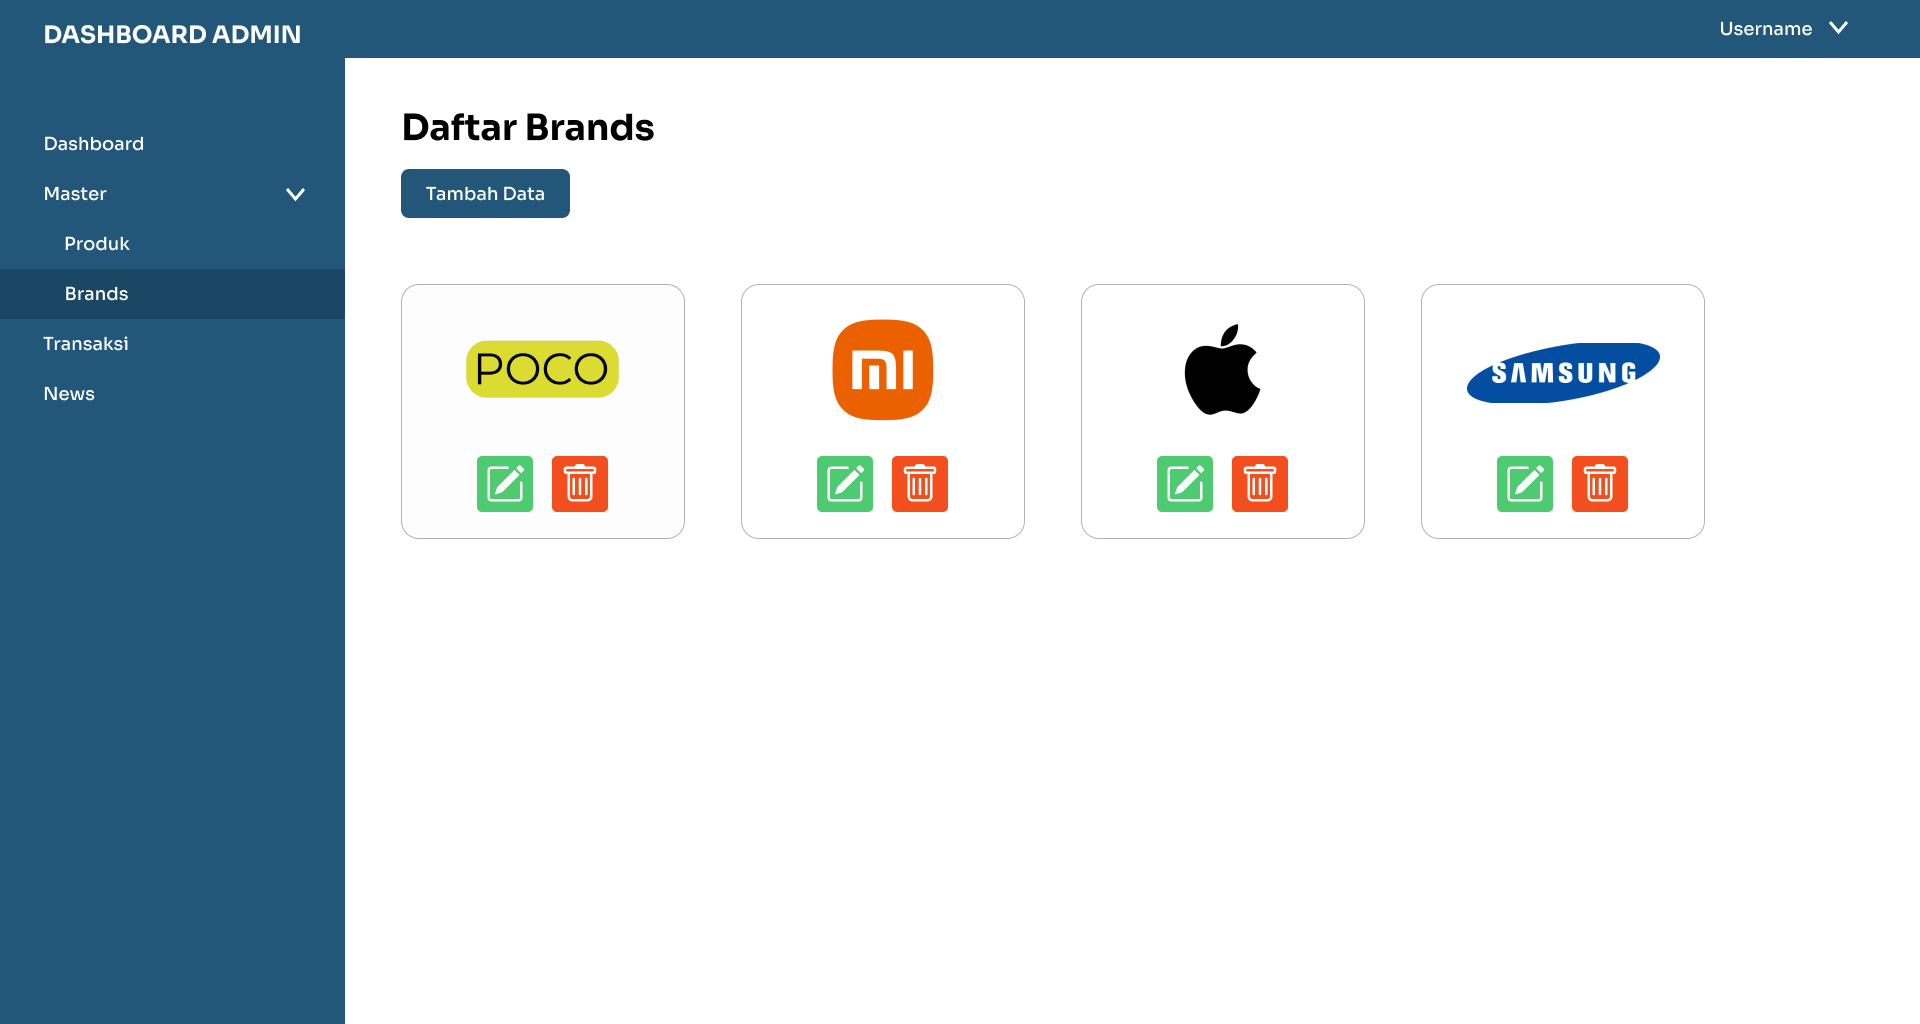 DASHBOARD ADMIN
Username
Dashboard
Master
Produk
Brands
Transaksi
News
Daftar Brands
Tambah Data
POCO
mi
SAMSUNG